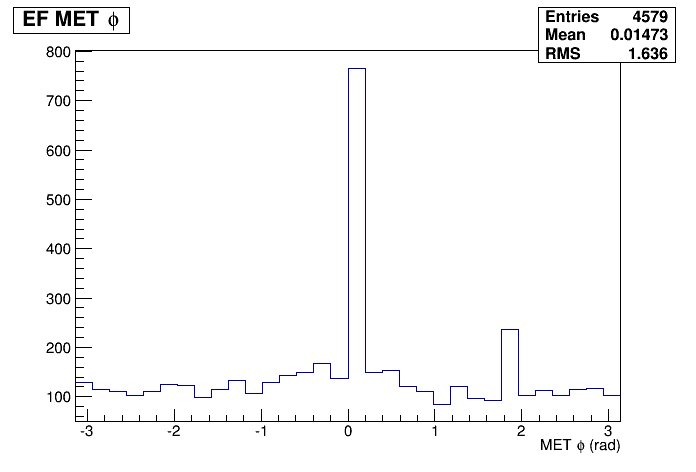 EF MET ϕ
Entries 4579
Mean 0.01473
RMS 1.636
800
700
600
500
400
300
200
100
-3 -2 -1 0 1 2 3
MET ϕ (rad)